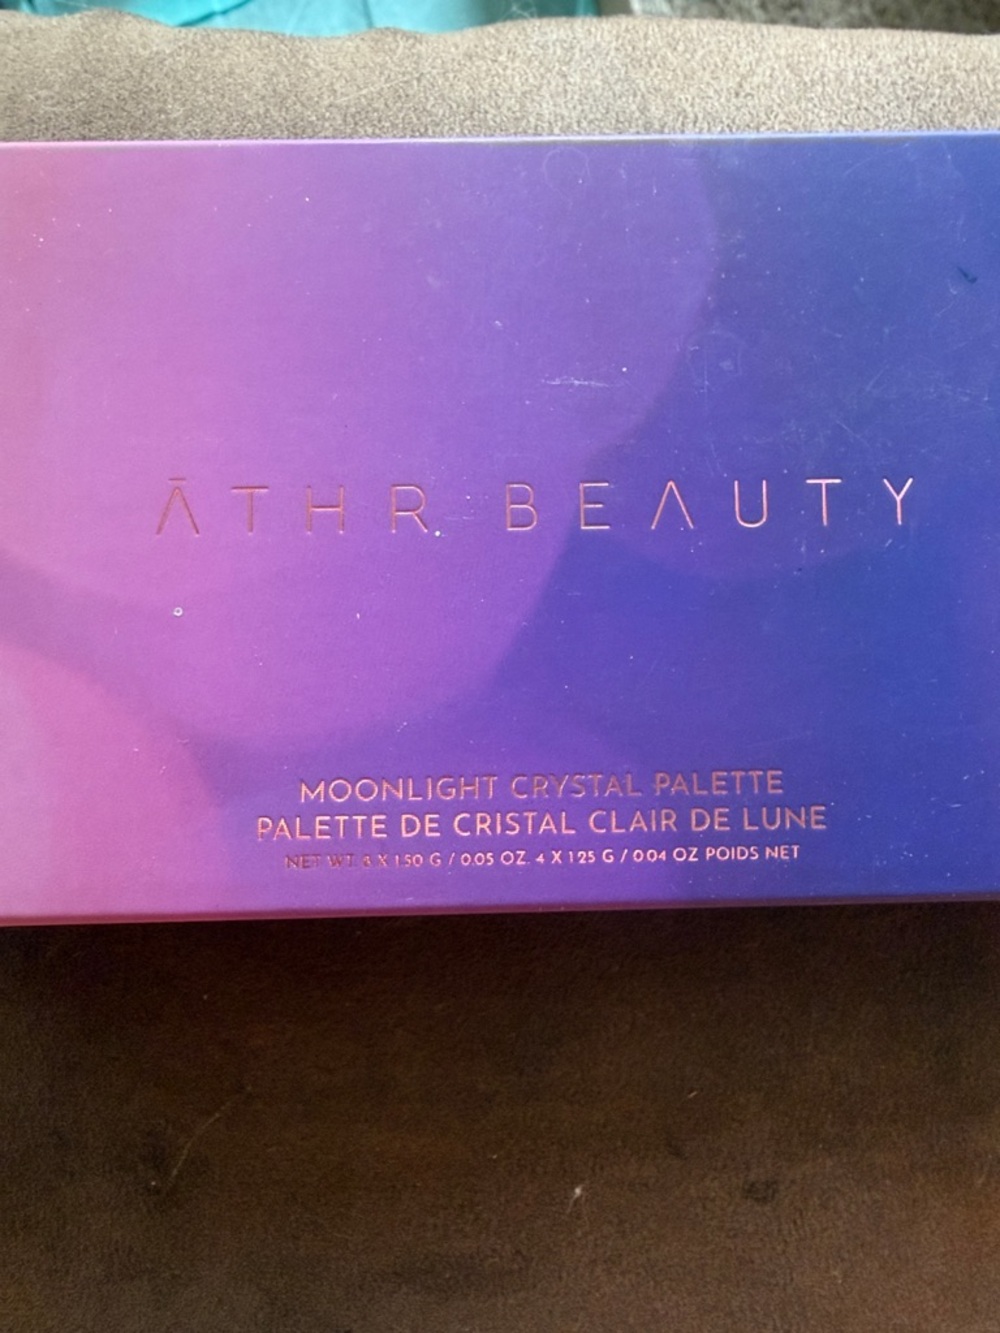 ĀTHR BEAUTY
MOONLIGHT CRYSTAL PALETTE
PALETTE DE CRISTAL CLAIR DE LUNE
NET WT. 8 X 1.50 G / 0.05 OZ. 4 X 1.25 G / 0.04 OZ POIDS NET